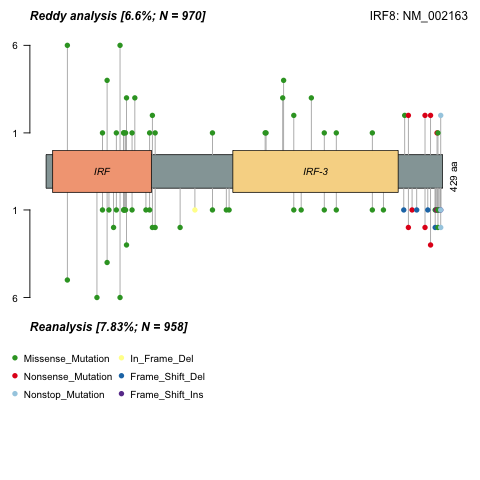 Reddy analysis [6.6%; N = 970]
IRF8: NM_002163
6
1
IRF
IRF-3
429 aa
1
6
Reanalysis [7.83%; N = 958]
Missense_Mutation
In_Frame_Del
Nonsense_Mutation
Frame_Shift_Del
Nonstop_Mutation
Frame_Shift_Ins